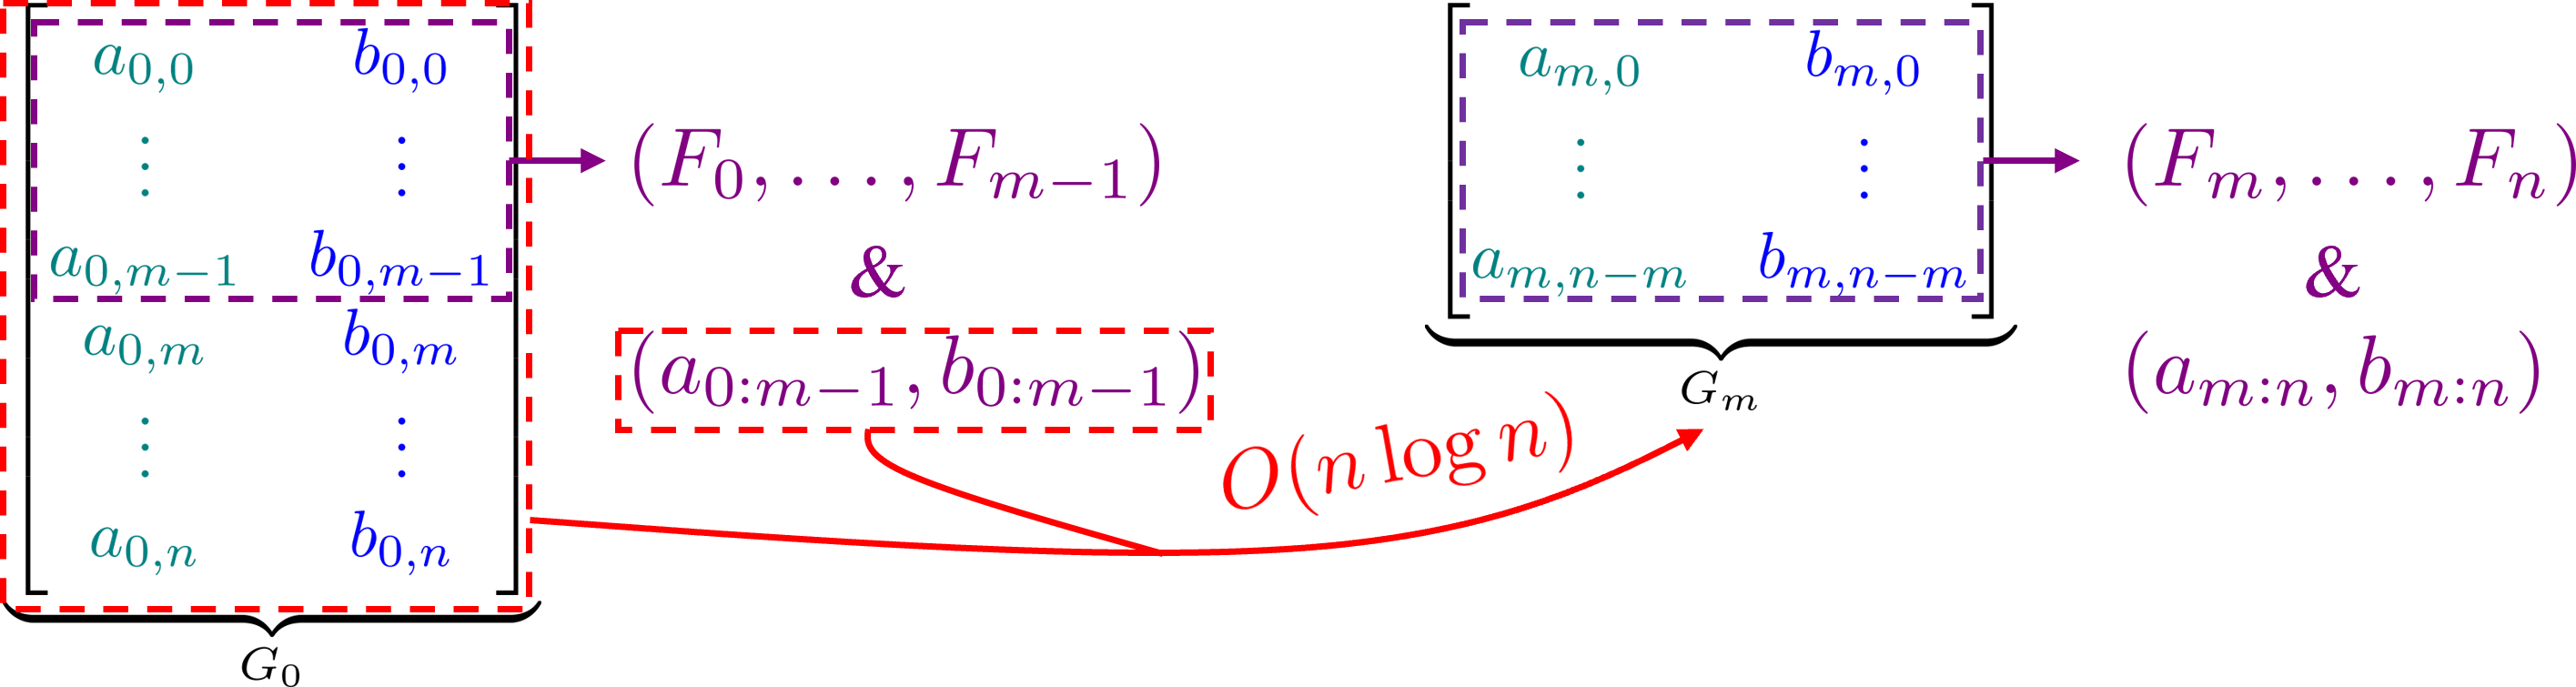 a_{0,0} b_{0,0}
⋮ ⋮
a_{0,m−1} b_{0,m−1}
a_{0,m} b_{0,m}
⋮ ⋮
a_{0,n} b_{0,n}
G_0
(F_0, . . . , F_{m−1})
&
(a_{0:m−1}, b_{0:m−1})
O(n log n)
a_{m,0} b_{m,0}
⋮ ⋮
a_{m,n−m} b_{m,n−m}
G_m
(F_m, . . . , F_n)
&
(a_{m:n}, b_{m:n})